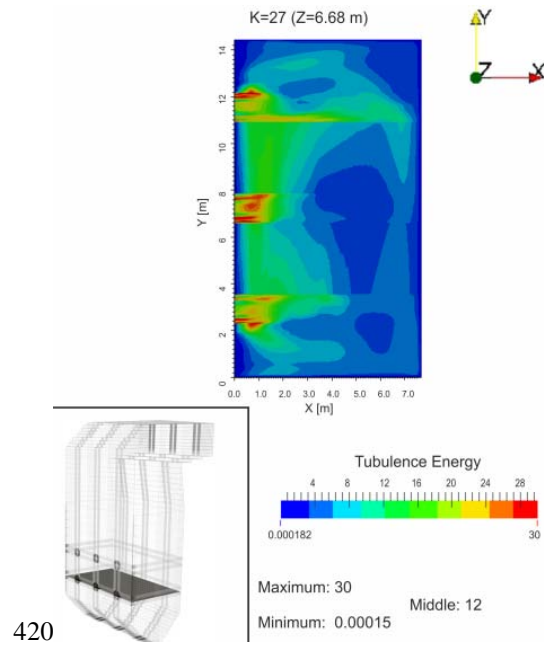 K=27 (Z=6.68 m)
Y
Z
X
14
12
10
8
6
4
2
0
Y [m]
0.0 1.0 2.0 3.0 4.0 5.0 6.0 7.0
X [m]
Tubulence Energy
4 8 12 16 20 24 28
0.000182 30
Maximum: 30
Middle: 12
Minimum: 0.00015
420